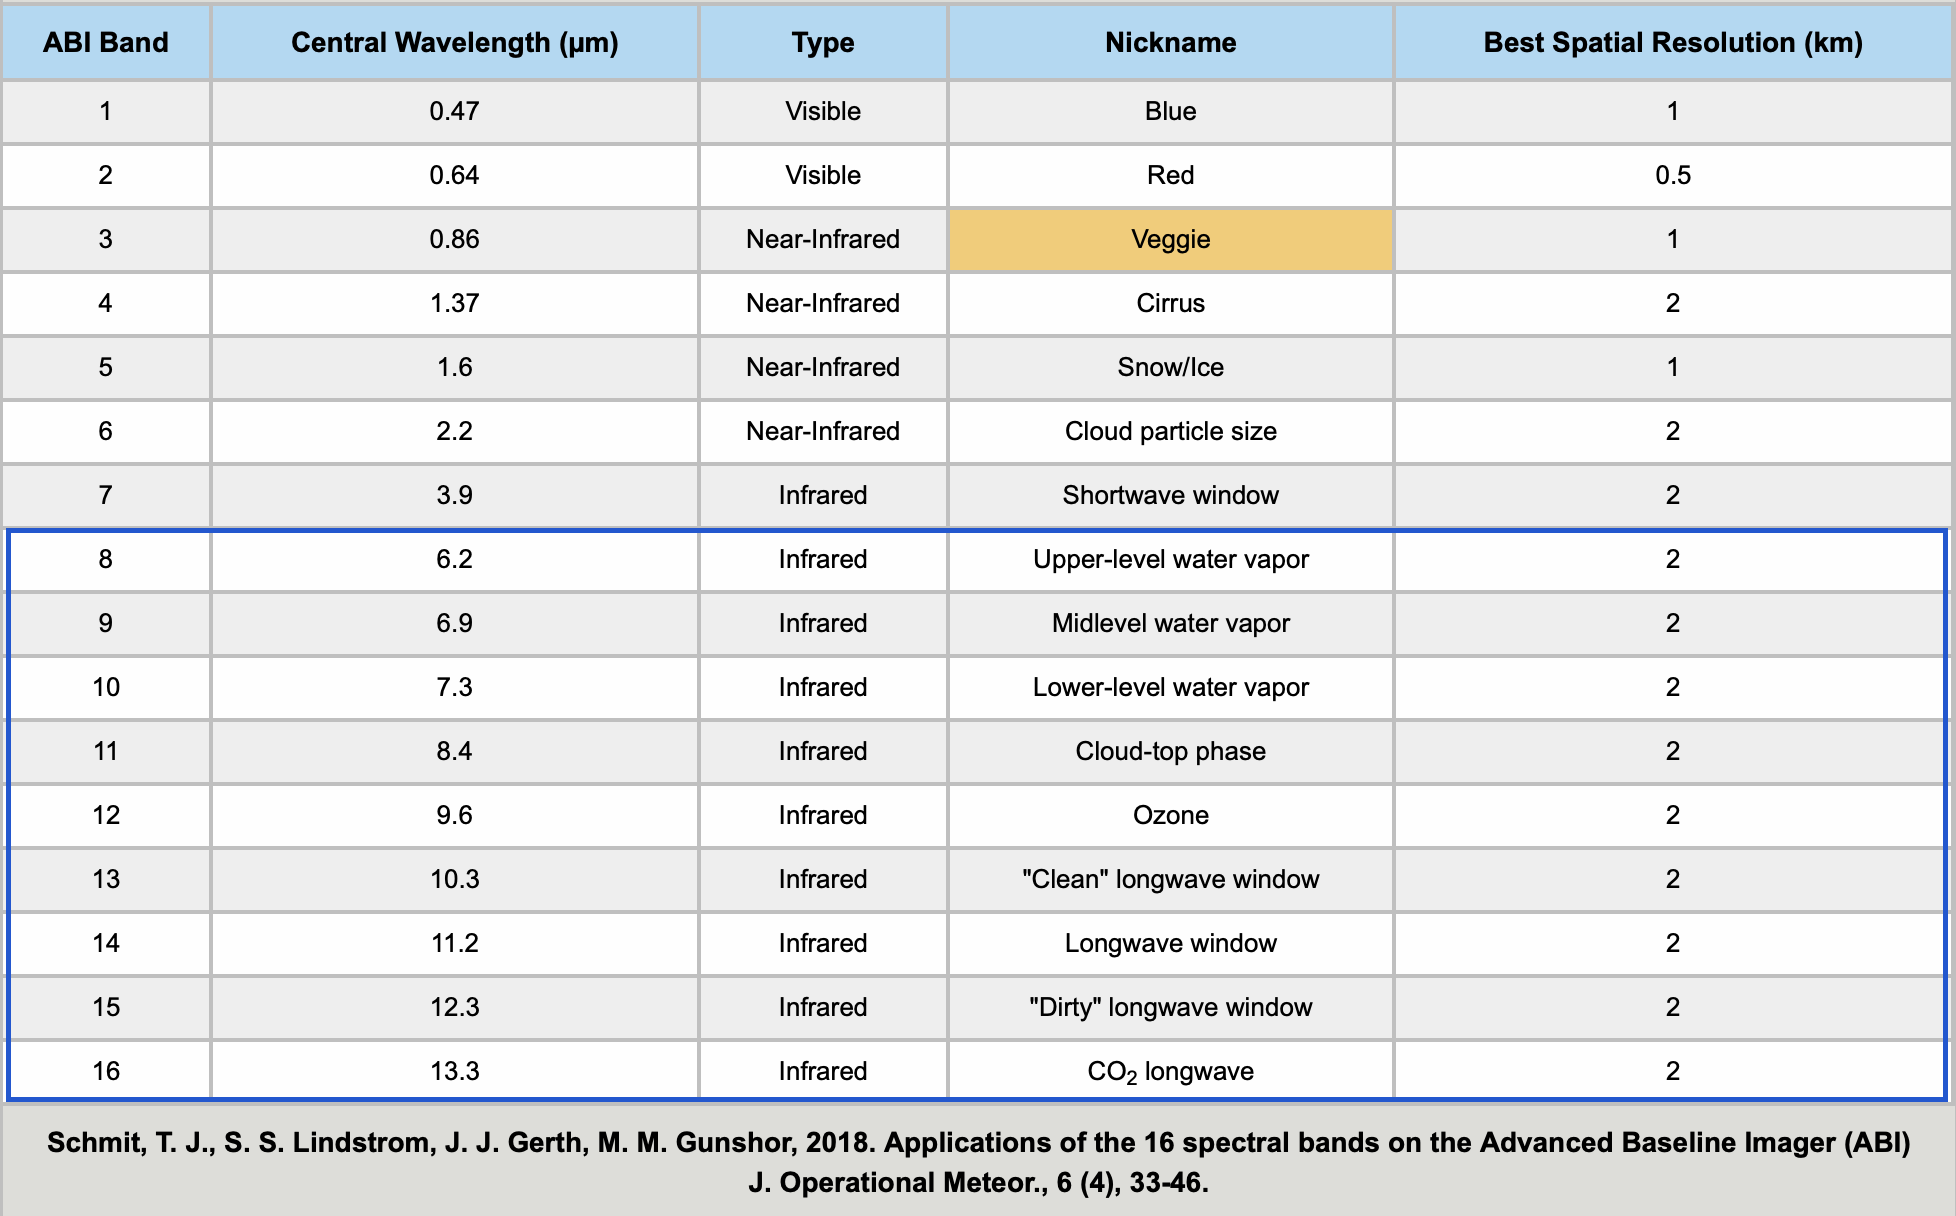 ABI Band Central Wavelength (µm) Type Nickname Best Spatial Resolution (km)
1 0.47 Visible Blue 1
2 0.64 Visible Red 0.5
3 0.86 Near-Infrared Veggie 1
4 1.37 Near-Infrared Cirrus 2
5 1.6 Near-Infrared Snow/Ice 1
6 2.2 Near-Infrared Cloud particle size 2
7 3.9 Infrared Shortwave window 2
8 6.2 Infrared Upper-level water vapor 2
9 6.9 Infrared Midlevel water vapor 2
10 7.3 Infrared Lower-level water vapor 2
11 8.4 Infrared Cloud-top phase 2
12 9.6 Infrared Ozone 2
13 10.3 Infrared "Clean" longwave window 2
14 11.2 Infrared Longwave window 2
15 12.3 Infrared "Dirty" longwave window 2
16 13.3 Infrared CO₂ longwave 2
Schmit, T. J., S. S. Lindstrom, J. J. Gerth, M. M. Gunshor, 2018. Applications of the 16 spectral bands on the Advanced Baseline Imager (ABI)
J. Operational Meteor., 6 (4), 33-46.